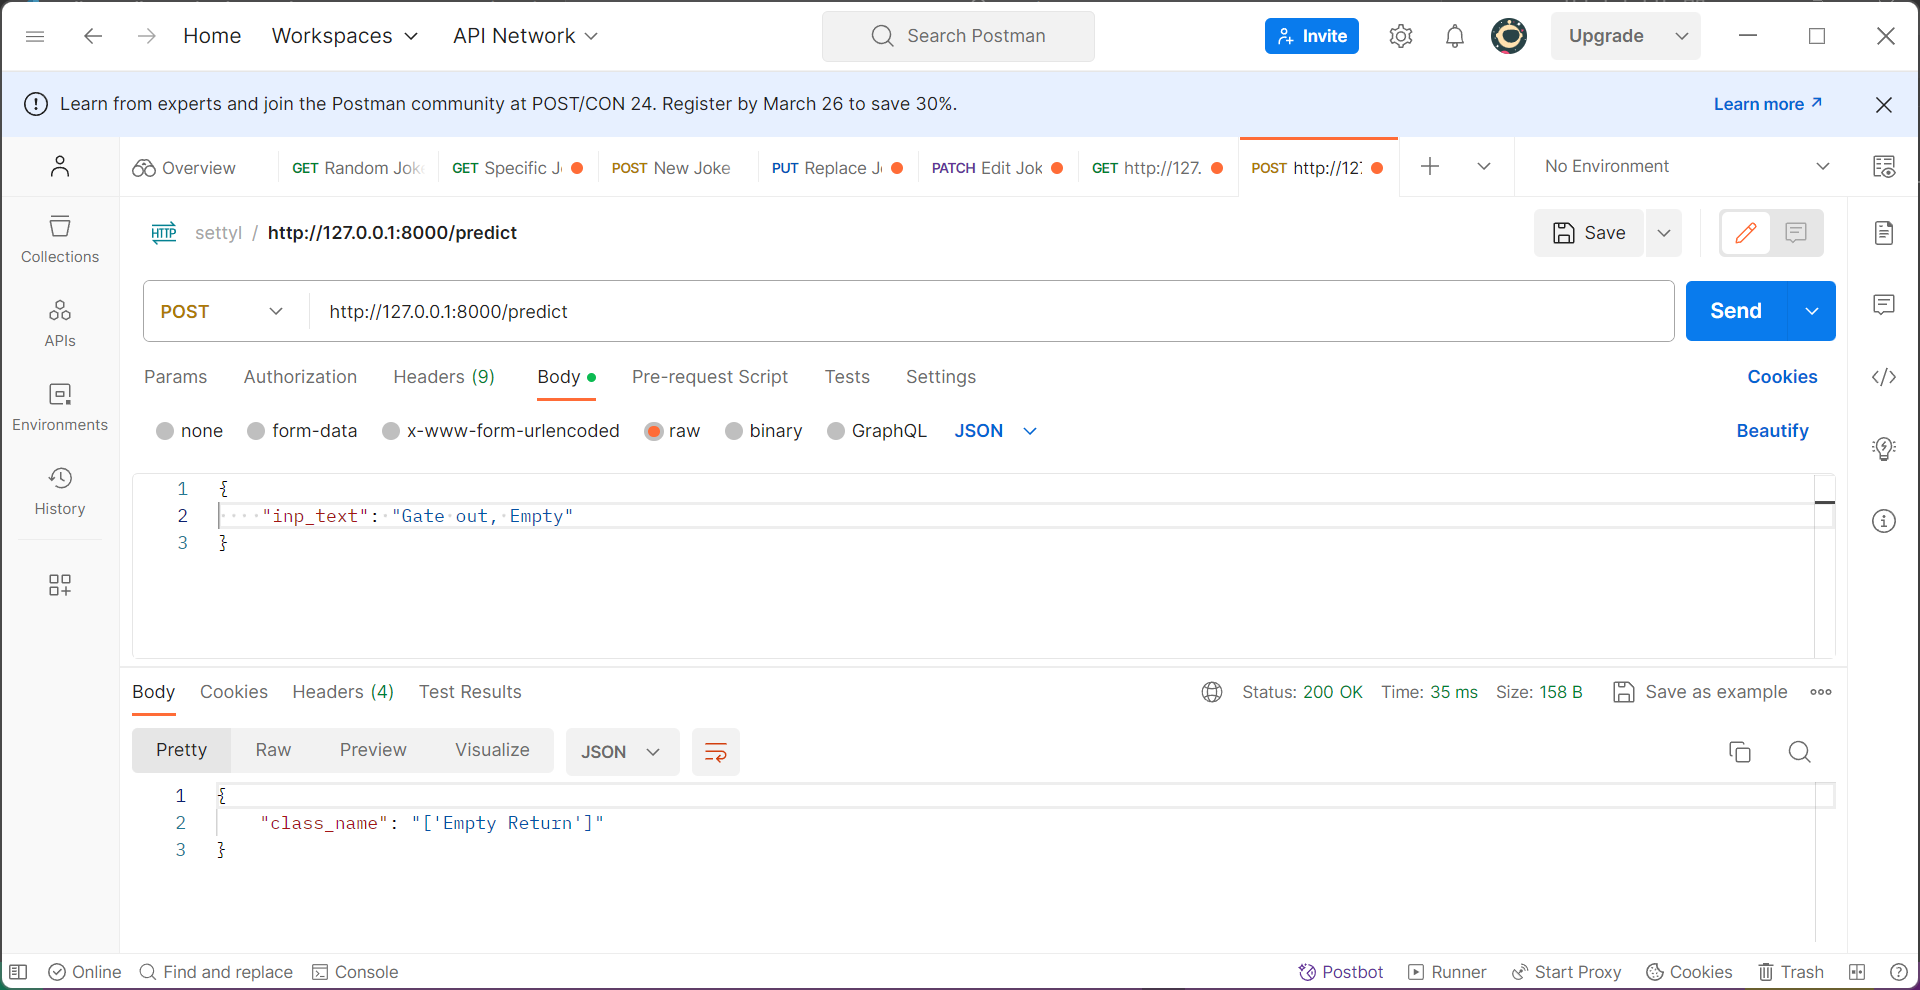 Home Workspaces API Network Search Postman Invite Upgrade
Learn from experts and join the Postman community at POST/CON 24. Register by March 26 to save 30%. Learn more
Overview GET Random Jok GET Specific J POST New Joke PUT Replace J PATCH Edit Jok GET http://127. POST http://127 No Environment
HTTP settyl / http://127.0.0.1:8000/predict Save
Collections
APIs
Environments
History
POST http://127.0.0.1:8000/predict Send
Params Authorization Headers (9) Body Pre-request Script Tests Settings Cookies
none form-data x-www-form-urlencoded raw binary GraphQL JSON Beautify
1 {
2 "inp_text": "Gate out, Empty"
3 }
Body Cookies Headers (4) Test Results Status: 200 OK Time: 35 ms Size: 158 B Save as example
Pretty Raw Preview Visualize JSON
1 {
2 "class_name": "['Empty Return']"
3 }
Online Find and replace Console Postbot Runner Start Proxy Cookies Trash